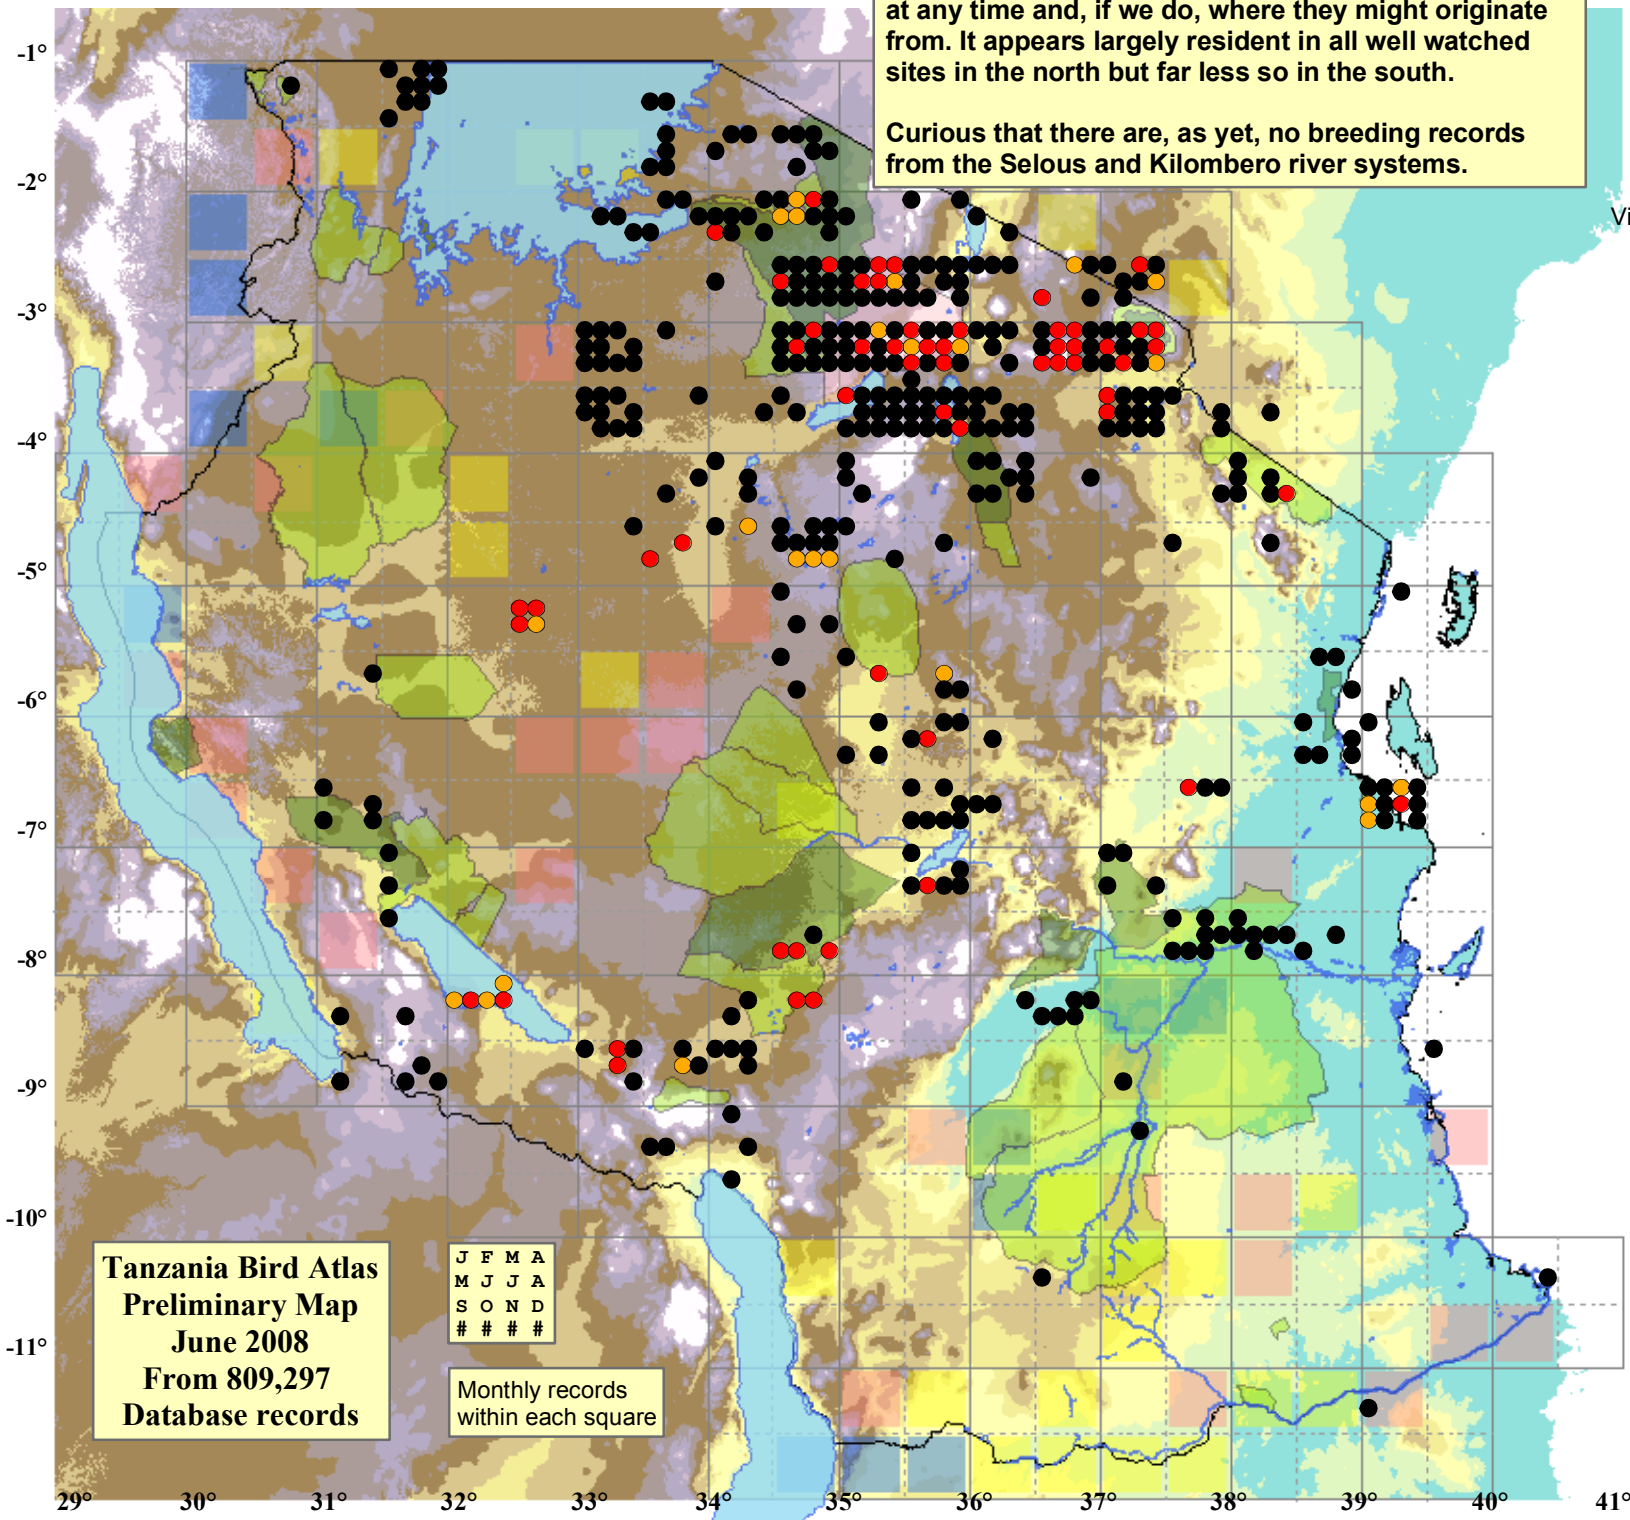 at any time and, if we do, where they might originate
from. It appears largely resident in all well watched
sites in the north but far less so in the south.
Curious that there are, as yet, no breeding records
from the Selous and Kilombero river systems.
Vi
-1°
-2°
-3°
-4°
-5°
-6°
-7°
-8°
-9°
-10°
-11°
Tanzania Bird Atlas
Preliminary Map
June 2008
From 809,297
Database records
J F M A
M J J A
S O N D
# # # #
Monthly records
within each square
29° 30° 31° 32° 33° 34° 35° 36° 37° 38° 39° 40° 41°